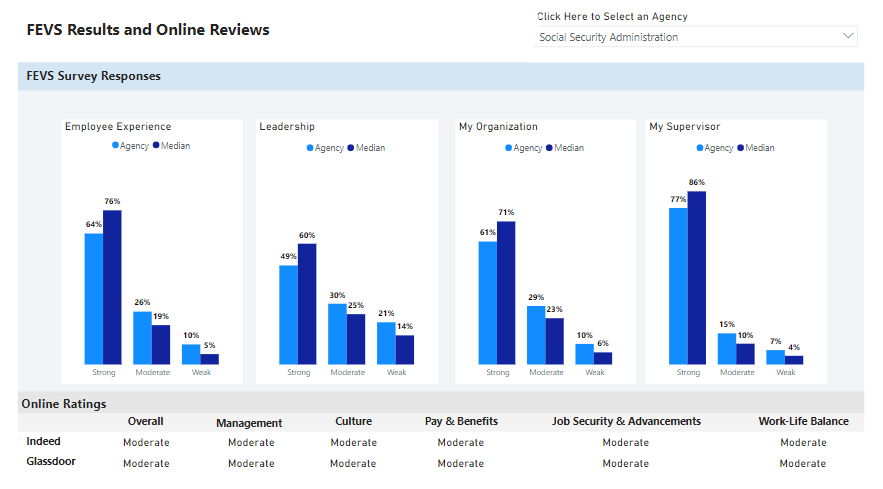 Click Here to Select an Agency
FEVS Results and Online Reviews
Social Security Administration
FEVS Survey Responses
Employee Experience
Agency Median
64% 76%
26% 19%
10% 5%
Strong Moderate Weak
Leadership
Agency Median
49% 60%
30% 25%
21% 14%
Strong Moderate Weak
My Organization
Agency Median
61% 71%
29% 23%
10% 6%
Strong Moderate Weak
My Supervisor
Agency Median
77% 86%
15% 10%
7% 4%
Strong Moderate Weak
Online Ratings
Overall Management Culture Pay & Benefits Job Security & Advancements Work-Life Balance
Indeed Moderate Moderate Moderate Moderate Moderate Moderate
Glassdoor Moderate Moderate Moderate Moderate Moderate Moderate